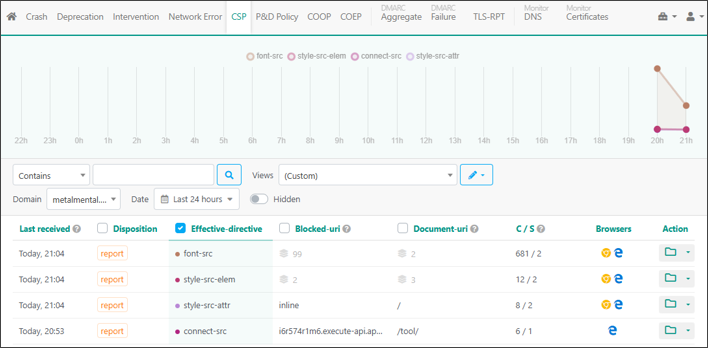 DMARC DMARC Monitor Monitor
Crash Deprecation Intervention Network Error CSP P&D Policy COOP COEP Aggregate Failure TLS-RPT DNS Certificates
font-src style-src-elem connect-src style-src-attr
22h 23h 0h 1h 2h 3h 4h 5h 6h 7h 8h 9h 10h 11h 12h 13h 14h 15h 16h 17h 18h 19h 20h 21h
Contains Views (Custom)
Domain metalmental.... Date Last 24 hours Hidden
Last received Disposition Effective-directive Blocked-uri Document-uri C / S Browsers Action
Today, 21:04 report font-src 99 2 681 / 2
Today, 21:04 report style-src-elem 2 3 12 / 2
Today, 21:04 report style-src-attr inline / 8 / 2
Today, 20:53 report connect-src i6r574r1m6.execute-api.ap... /tool/ 6 / 1